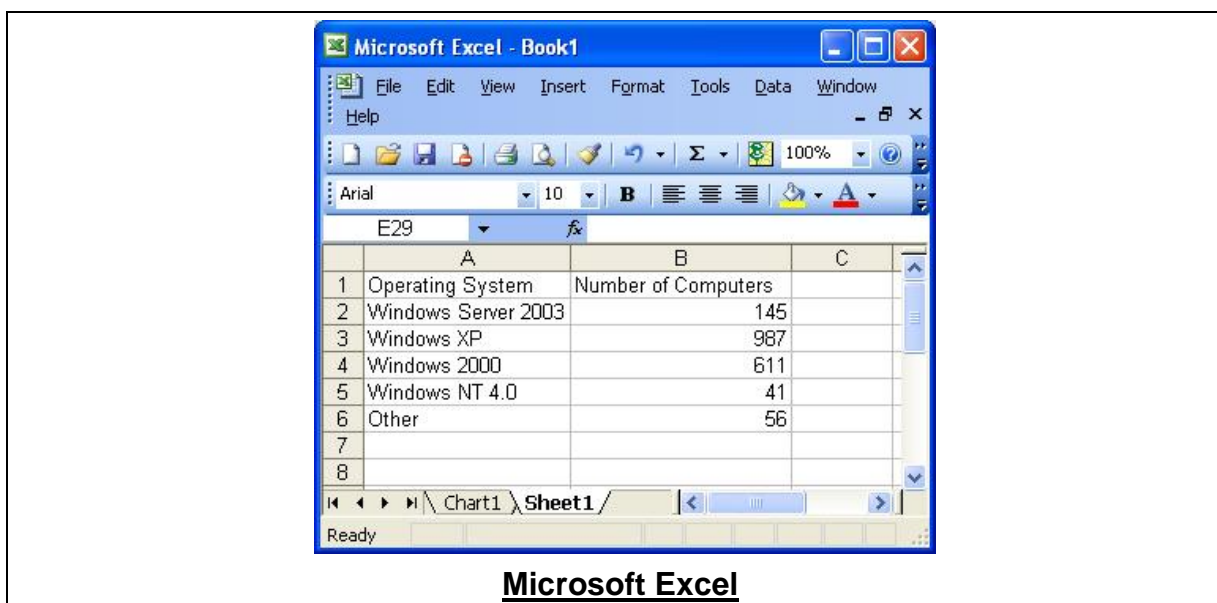 Microsoft Excel - Book1
File Edit View Insert Format Tools Data Window
Help
Σ 100%
Arial 10 B A
E29 fx
A B C
1 Operating System Number of Computers
2 Windows Server 2003 145
3 Windows XP 987
4 Windows 2000 611
5 Windows NT 4.0 41
6 Other 56
7
8
Chart1 Sheet1
Ready
Microsoft Excel